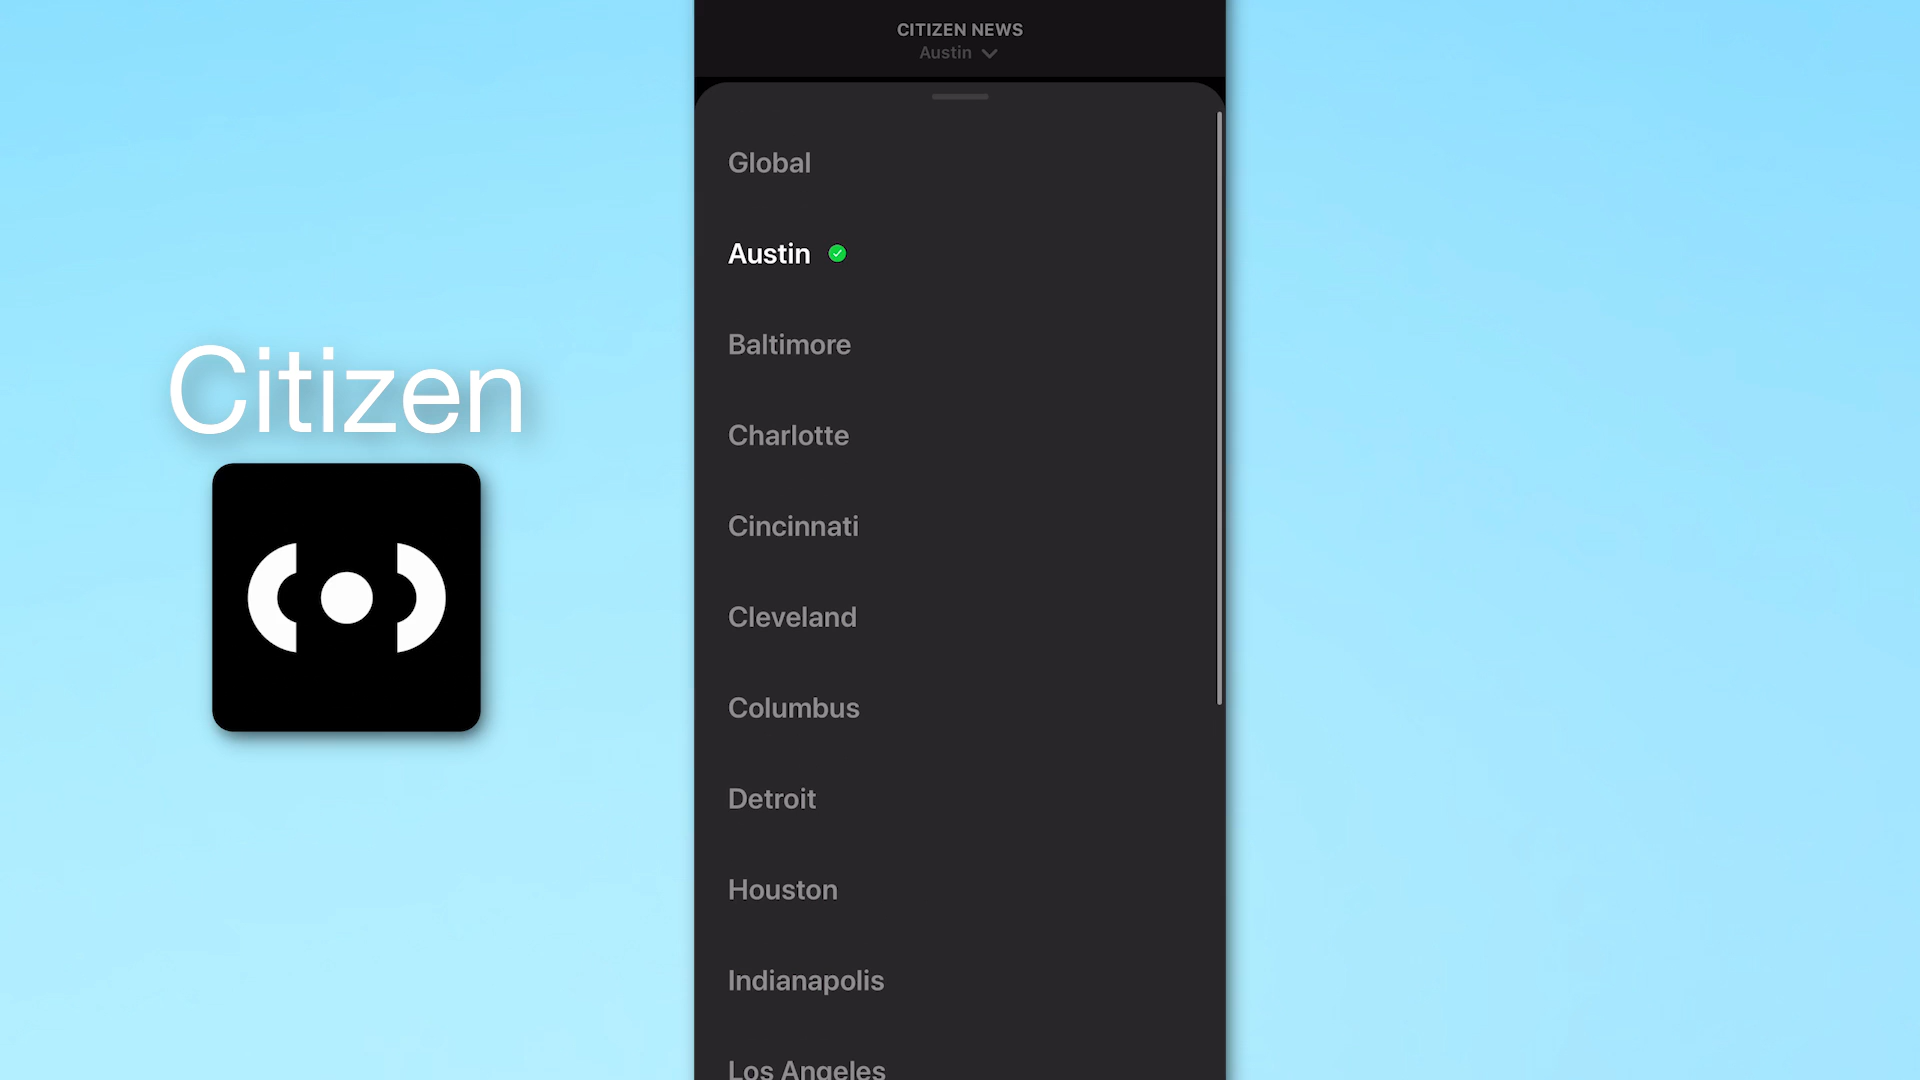 CITIZEN NEWS
Austin
Global
Austin
Baltimore
Charlotte
Cincinnati
Cleveland
Columbus
Detroit
Houston
Indianapolis
Los Angeles
Citizen